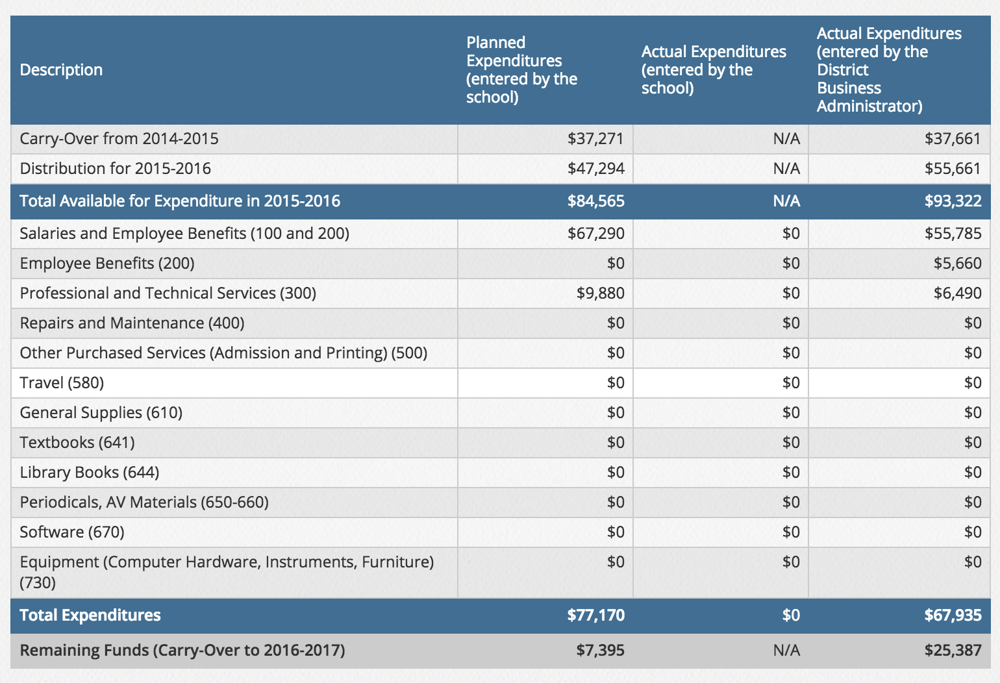 Description Planned Expenditures (entered by the school) Actual Expenditures (entered by the school) Actual Expenditures (entered by the District Business Administrator)
Carry-Over from 2014-2015 $37,271 N/A $37,661
Distribution for 2015-2016 $47,294 N/A $55,661
Total Available for Expenditure in 2015-2016 $84,565 N/A $93,322
Salaries and Employee Benefits (100 and 200) $67,290 $0 $55,785
Employee Benefits (200) $0 $0 $5,660
Professional and Technical Services (300) $9,880 $0 $6,490
Repairs and Maintenance (400) $0 $0 $0
Other Purchased Services (Admission and Printing) (500) $0 $0 $0
Travel (580) $0 $0 $0
General Supplies (610) $0 $0 $0
Textbooks (641) $0 $0 $0
Library Books (644) $0 $0 $0
Periodicals, AV Materials (650-660) $0 $0 $0
Software (670) $0 $0 $0
Equipment (Computer Hardware, Instruments, Furniture) $0 $0 $0
(730)
Total Expenditures $77,170 $0 $67,935
Remaining Funds (Carry-Over to 2016-2017) $7,395 N/A $25,387